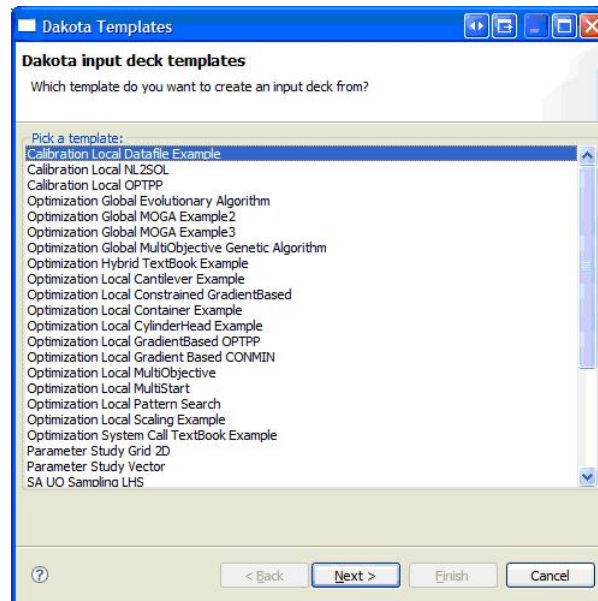 Dakota Templates
Dakota input deck templates
Which template do you want to create an input deck from?
Pick a template:
Calibration Local Datafile Example
Calibration Local NL2SOL
Calibration Local OPTPP
Optimization Global Evolutionary Algorithm
Optimization Global MOGA Example2
Optimization Global MOGA Example3
Optimization Global MultiObjective Genetic Algorithm
Optimization Hybrid TextBook Example
Optimization Local Cantilever Example
Optimization Local Constrained GradientBased
Optimization Local Container Example
Optimization Local CylinderHead Example
Optimization Local GradientBased OPTPP
Optimization Local Gradient Based CONMIN
Optimization Local MultiObjective
Optimization Local MultiStart
Optimization Local Pattern Search
Optimization Local Scaling Example
Optimization System Call TextBook Example
Parameter Study Grid 2D
Parameter Study Vector
SA UO Sampling LHS
? < Back Next > Finish Cancel